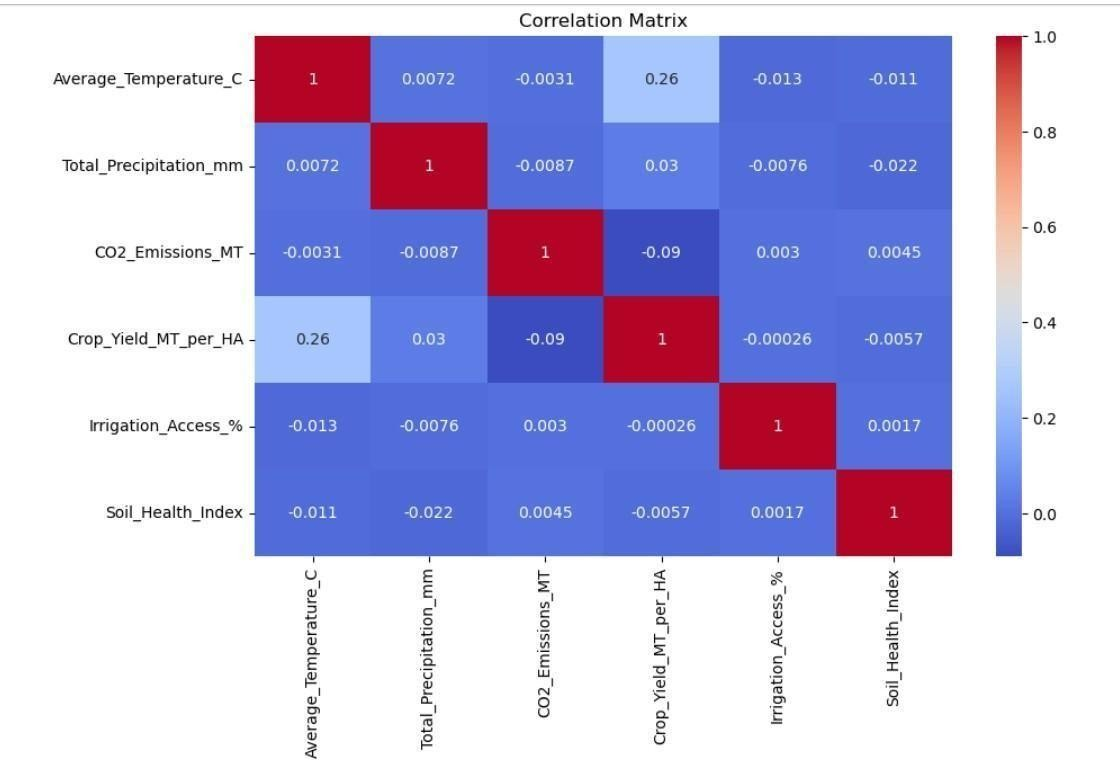 Correlation Matrix
Average_Temperature_C 1 0.0072 -0.0031 0.26 -0.013 -0.011
Total_Precipitation_mm 0.0072 1 -0.0087 0.03 -0.0076 -0.022
CO2_Emissions_MT -0.0031 -0.0087 1 -0.09 0.003 0.0045
Crop_Yield_MT_per_HA 0.26 0.03 -0.09 1 -0.00026 -0.0057
Irrigation_Access_% -0.013 -0.0076 0.003 -0.00026 1 0.0017
Soil_Health_Index -0.011 -0.022 0.0045 -0.0057 0.0017 1
Average_Temperature_C
Total_Precipitation_mm
CO2_Emissions_MT
Crop_Yield_MT_per_HA
Irrigation_Access_%
Soil_Health_Index
1.0
0.8
0.6
0.4
0.2
0.0